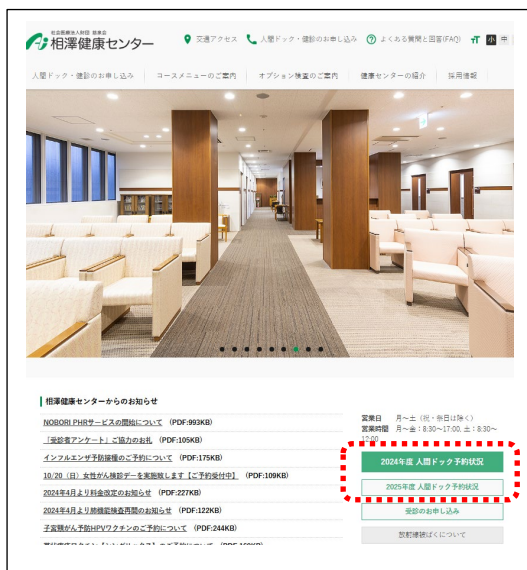 社会医療法人財団 慈泉会
相澤健康センター
交通アクセス
人間ドック・健診のお申し込み
よくある質問と回答(FAQ)
小
中
人間ドック・健診のお申し込み
コースメニューのご案内
オプション検査のご案内
健康センターの紹介
採用情報
相澤健康センターからのお知らせ
NOBORI PHRサービスの開始について (PDF:993KB)
「受診者アンケート」ご協力のお礼 (PDF:105KB)
インフルエンザ予防接種のご予約について (PDF:175KB)
10/20（日）女性がん検診デーを実施致します【ご予約受付中】 (PDF:109KB)
2024年4月より料金改定のお知らせ (PDF:227KB)
2024年4月より肺機能検査再開のお知らせ (PDF:122KB)
子宮頸がん予防HPVワクチンのご予約について (PDF:244KB)
営業日 月～土（祝・祭日は除く）
営業時間 月～金：8:30～17:00, 土：8:30～
12:00
2024年度 人間ドック予約状況
2025年度 人間ドック予約状況
受診のお申し込み
放射線被ばくについて